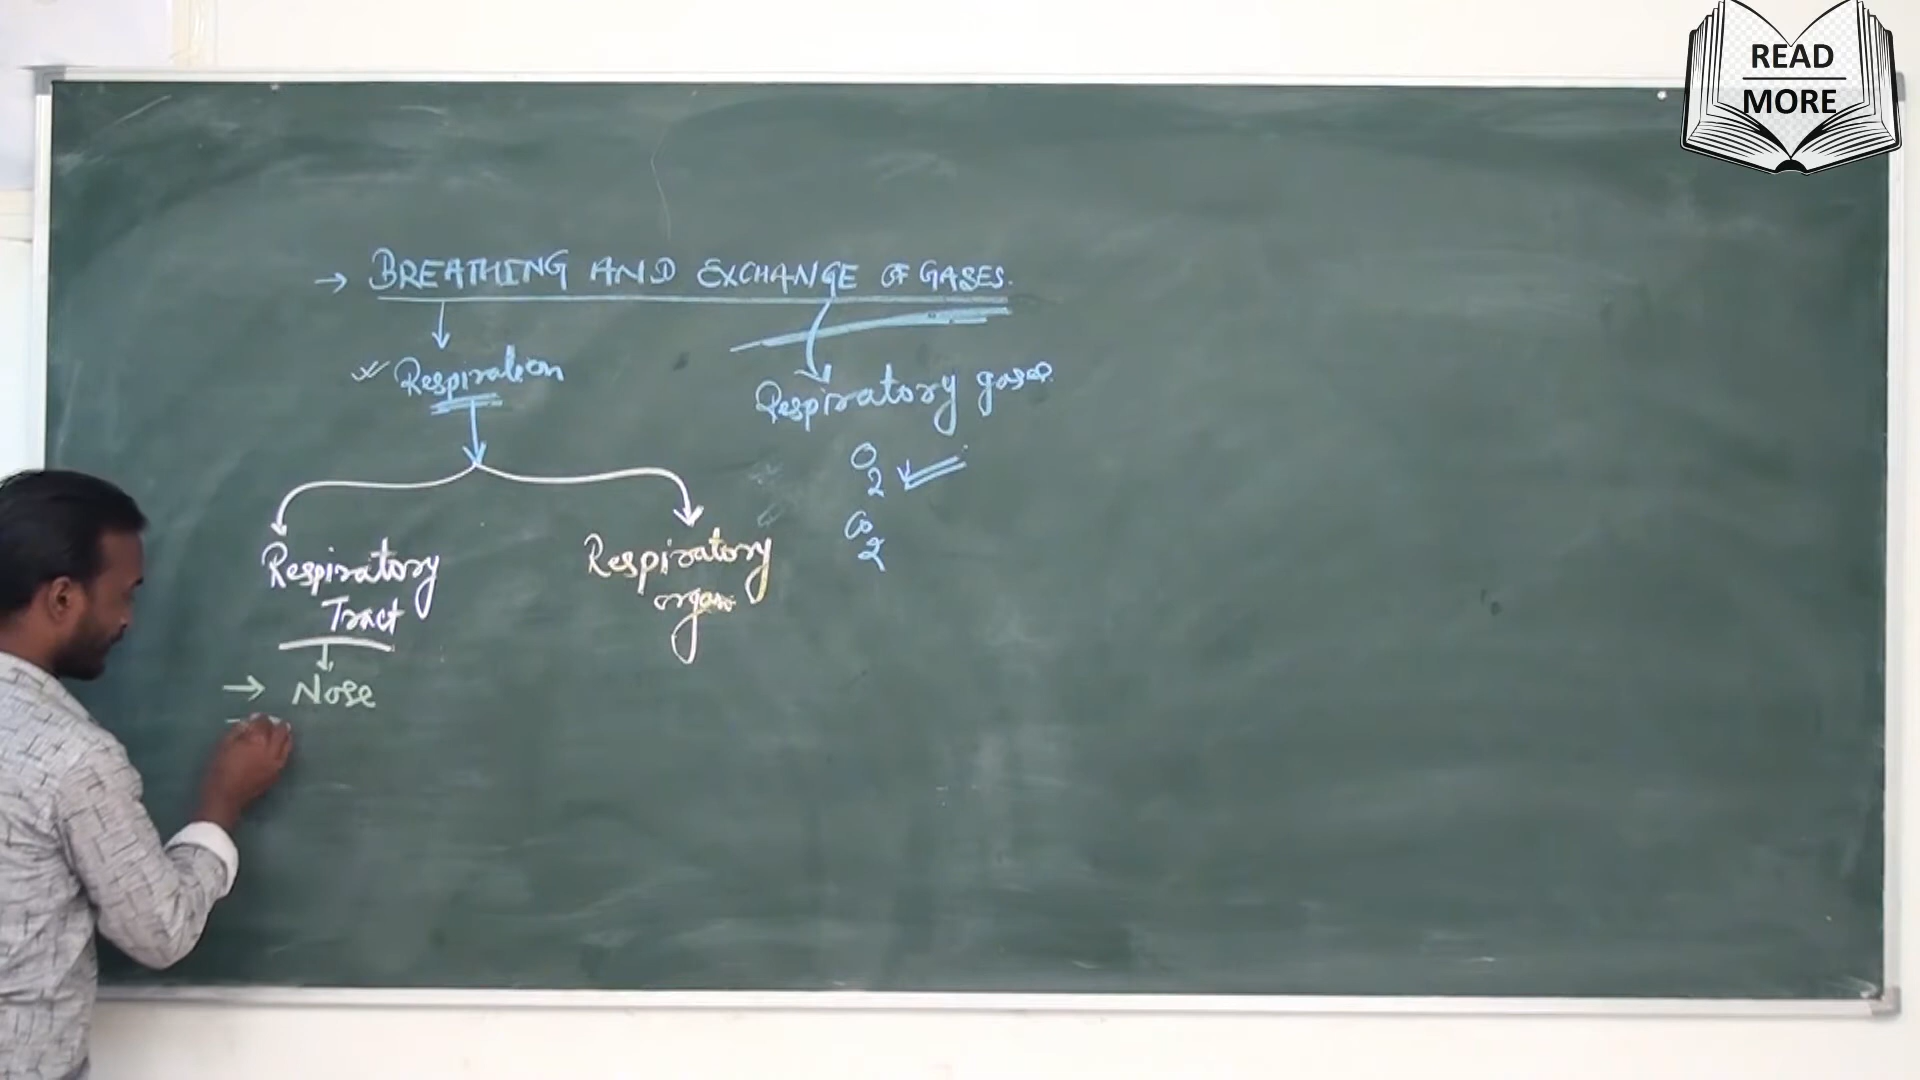 READ
MORE
→ BREATHING AND EXCHANGE OF GASES.
Respiration
Respiratory gases
O2
CO2
Respiratory
Tract
Respiratory
organ
→ Nose